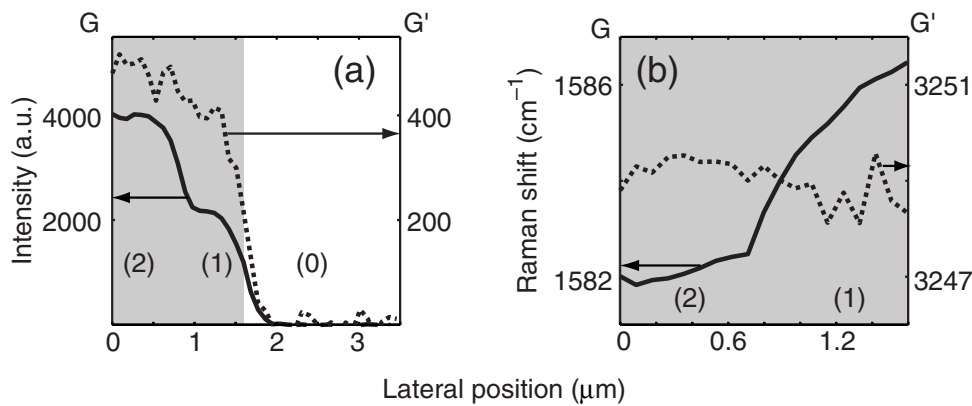 G
G'
(a)
Intensity (a.u.)
4000
2000
400
200
(2)
(1)
(0)
0
1
2
3
G
G'
(b)
Raman shift (cm⁻¹)
1586
1582
3251
3247
(2)
(1)
0
0.6
1.2
Lateral position (μm)